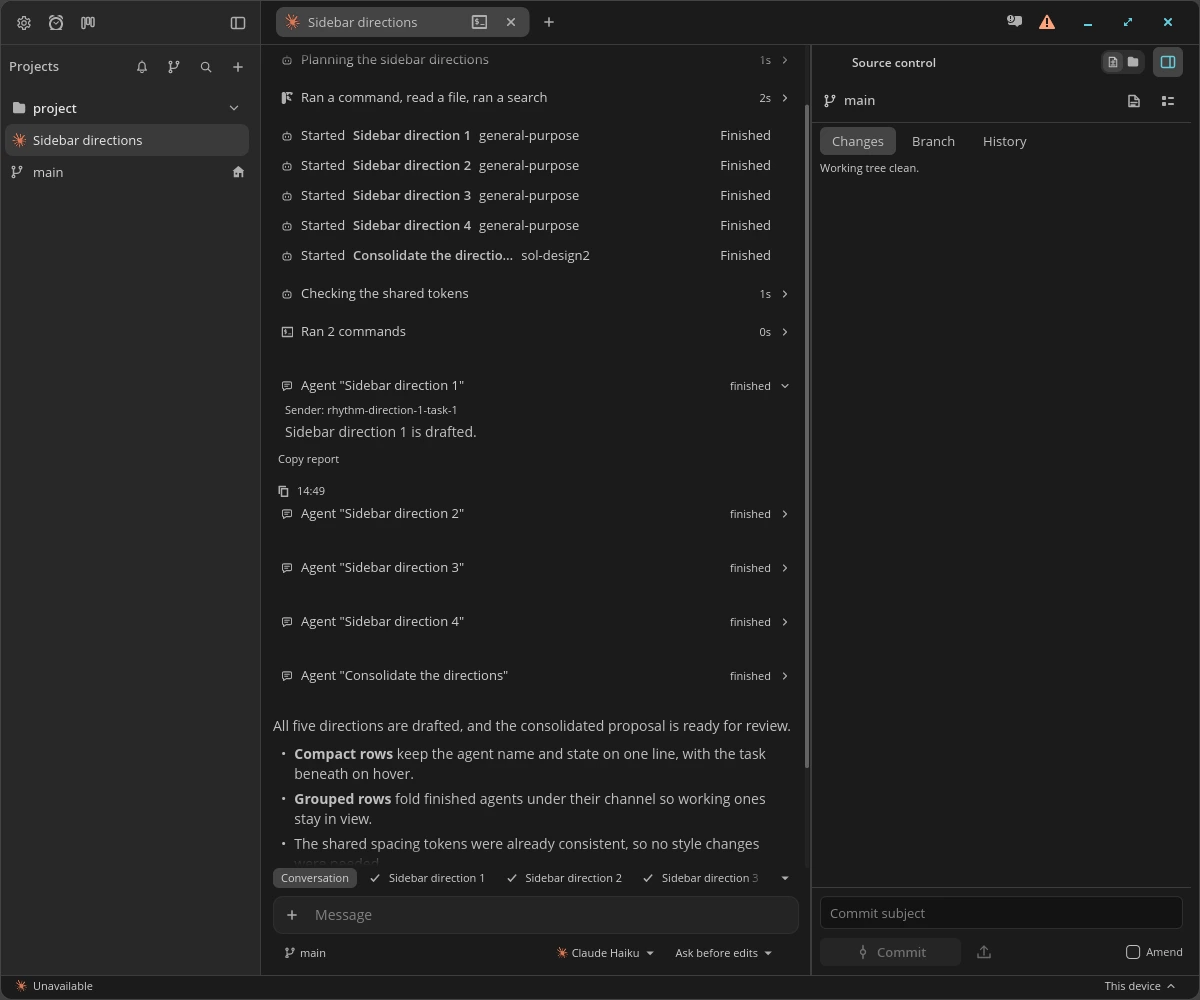 Sidebar directions
Projects
project
Sidebar directions
main
Planning the sidebar directions 1s
Ran a command, read a file, ran a search 2s
Started Sidebar direction 1 general-purpose Finished
Started Sidebar direction 2 general-purpose Finished
Started Sidebar direction 3 general-purpose Finished
Started Sidebar direction 4 general-purpose Finished
Started Consolidate the directio... sol-design2 Finished
Checking the shared tokens 1s
Ran 2 commands 0s
Agent "Sidebar direction 1" finished
Sender: rhythm-direction-1-task-1
Sidebar direction 1 is drafted.
Copy report
14:49
Agent "Sidebar direction 2" finished
Agent "Sidebar direction 3" finished
Agent "Sidebar direction 4" finished
Agent "Consolidate the directions" finished
All five directions are drafted, and the consolidated proposal is ready for review.
• Compact rows keep the agent name and state on one line, with the task
beneath on hover.
• Grouped rows fold finished agents under their channel so working ones
stay in view.
• The shared spacing tokens were already consistent, so no style changes
were needed.
Conversation Sidebar direction 1 Sidebar direction 2 Sidebar direction 3
Message
main Claude Haiku Ask before edits
Source control
main
Changes Branch History
Working tree clean.
Commit subject
Commit Amend
Unavailable This device